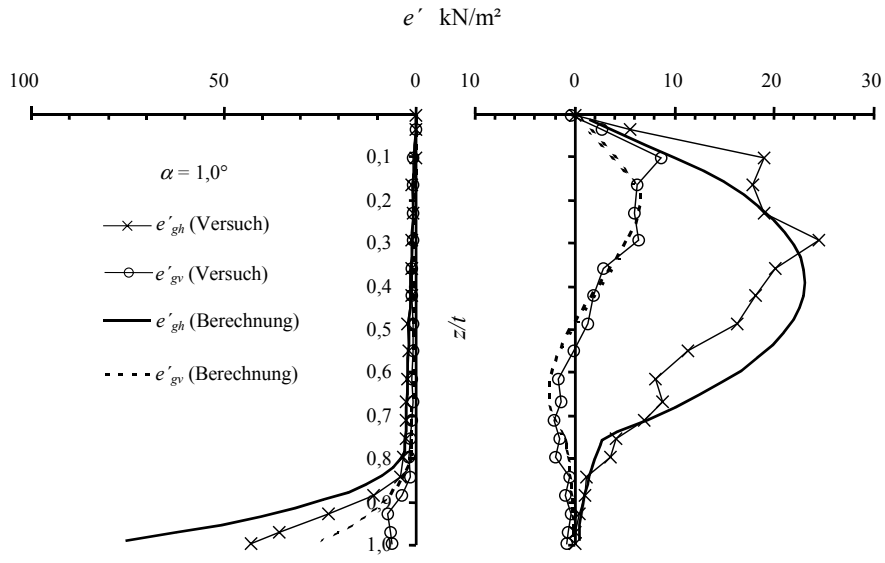 e´ kN/m²
100 50 0 10 0 10 20 30
0,1
α = 1,0°
0,2
e´gh (Versuch)
0,3
e´gv (Versuch)
0,4
e´gh (Berechnung)
0,5
z/t
e´gv (Berechnung)
0,6
0,7
0,8
0,9
1,0